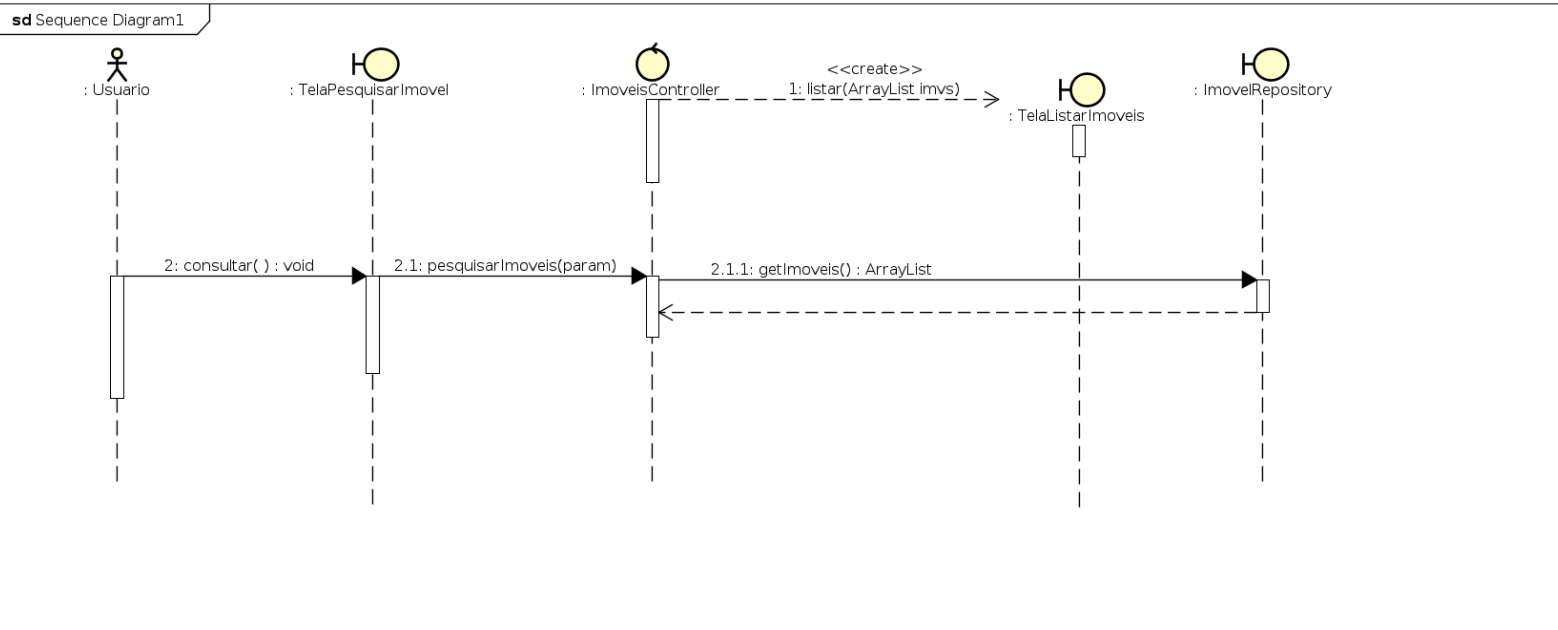 sd Sequence Diagram1
: Usuario
: TelaPesquisarImovel
: ImoveisController
<<create>>
1: listar(ArrayList imvs)
: TelaListarImoveis
: ImovelRepository
2: consultar( ) : void
2.1: pesquisarImoveis(param)
2.1.1: getImoveis() : ArrayList